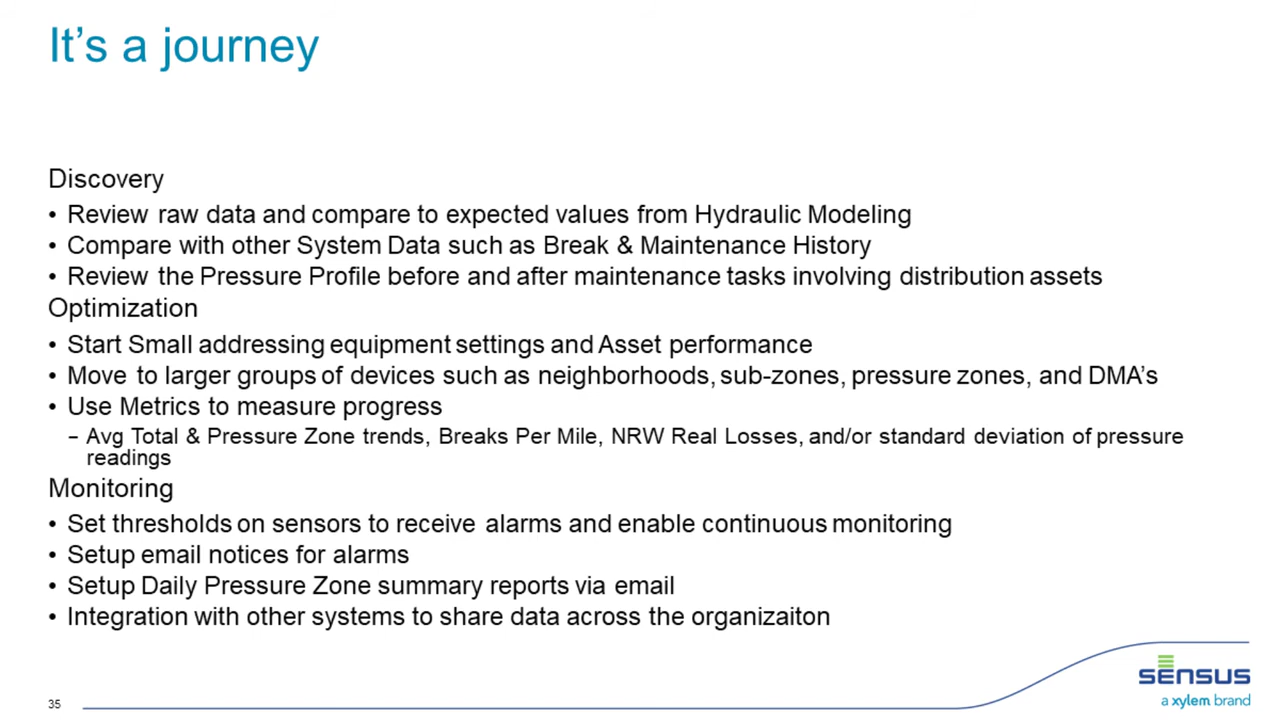 It's a journey
Discovery
• Review raw data and compare to expected values from Hydraulic Modeling
• Compare with other System Data such as Break & Maintenance History
• Review the Pressure Profile before and after maintenance tasks involving distribution assets
Optimization
• Start Small addressing equipment settings and Asset performance
• Move to larger groups of devices such as neighborhoods, sub-zones, pressure zones, and DMA's
• Use Metrics to measure progress
– Avg Total & Pressure Zone trends, Breaks Per Mile, NRW Real Losses, and/or standard deviation of pressure
readings
Monitoring
• Set thresholds on sensors to receive alarms and enable continuous monitoring
• Setup email notices for alarms
• Setup Daily Pressure Zone summary reports via email
• Integration with other systems to share data across the organizaiton
35
sensus
a xylem brand